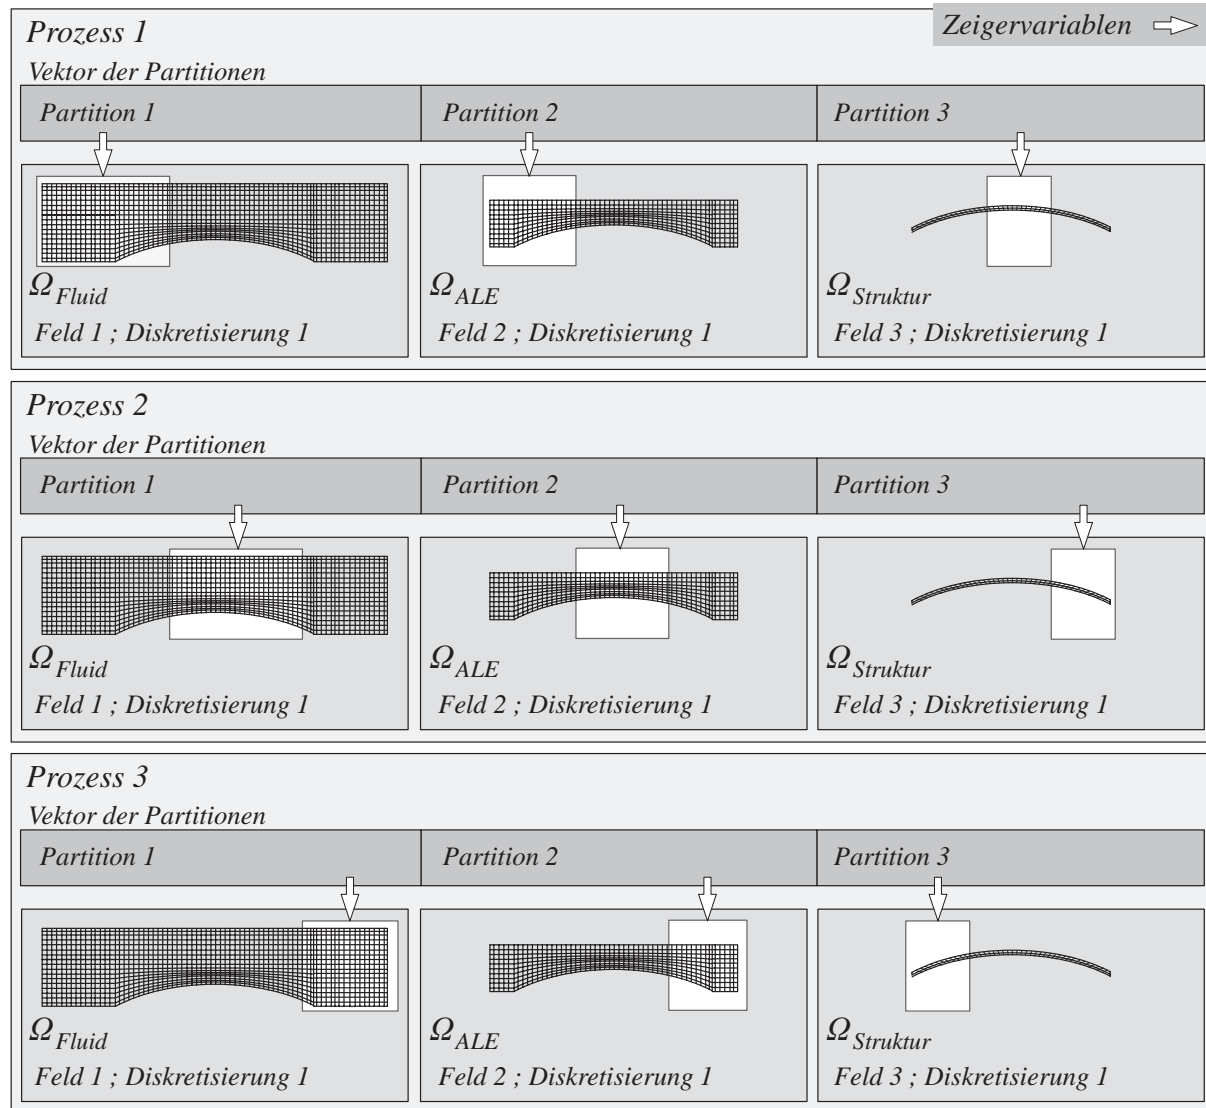 Prozess 1
Zeigervariablen
Vektor der Partitionen
Partition 1
Partition 2
Partition 3
Ω Fluid
Ω ALE
Ω Struktur
Feld 1 ; Diskretisierung 1
Feld 2 ; Diskretisierung 1
Feld 3 ; Diskretisierung 1
Prozess 2
Vektor der Partitionen
Partition 1
Partition 2
Partition 3
Ω Fluid
Ω ALE
Ω Struktur
Feld 1 ; Diskretisierung 1
Feld 2 ; Diskretisierung 1
Feld 3 ; Diskretisierung 1
Prozess 3
Vektor der Partitionen
Partition 1
Partition 2
Partition 3
Ω Fluid
Ω ALE
Ω Struktur
Feld 1 ; Diskretisierung 1
Feld 2 ; Diskretisierung 1
Feld 3 ; Diskretisierung 1